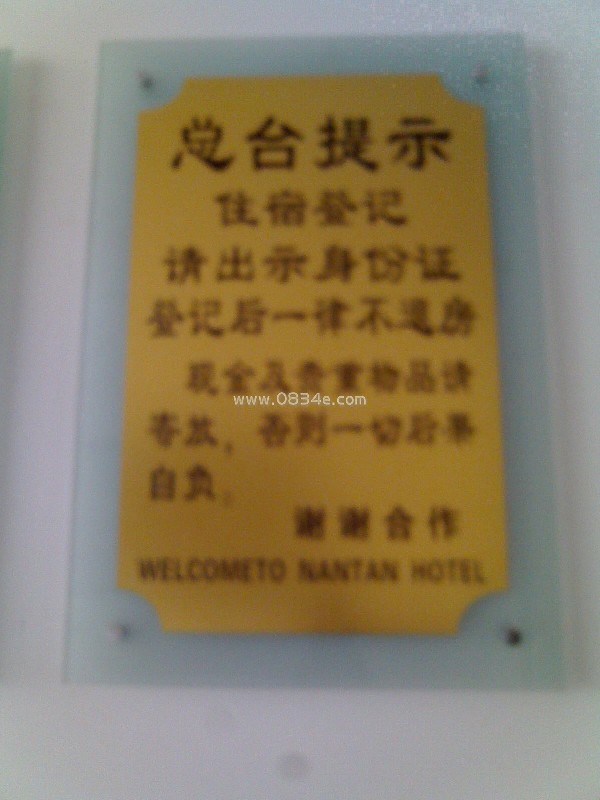 总台提示
住宿登记
请出示身份证
登记后一律不退房
现金及贵重物品请
寄放，否则一切后果
自负。
谢谢合作
WELCOMETO NANTAN HOTEL
www.0834e.com